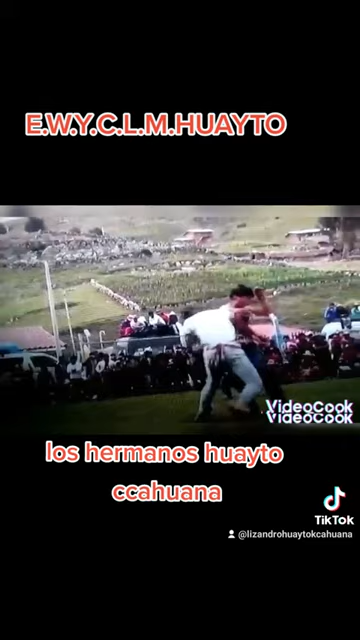 E.W.Y.C.L.M.HUAYTO
VideoCook
VideoCook
los hermanos huayto
ccahuana
TikTok
@lizandrohuaytokcahuana